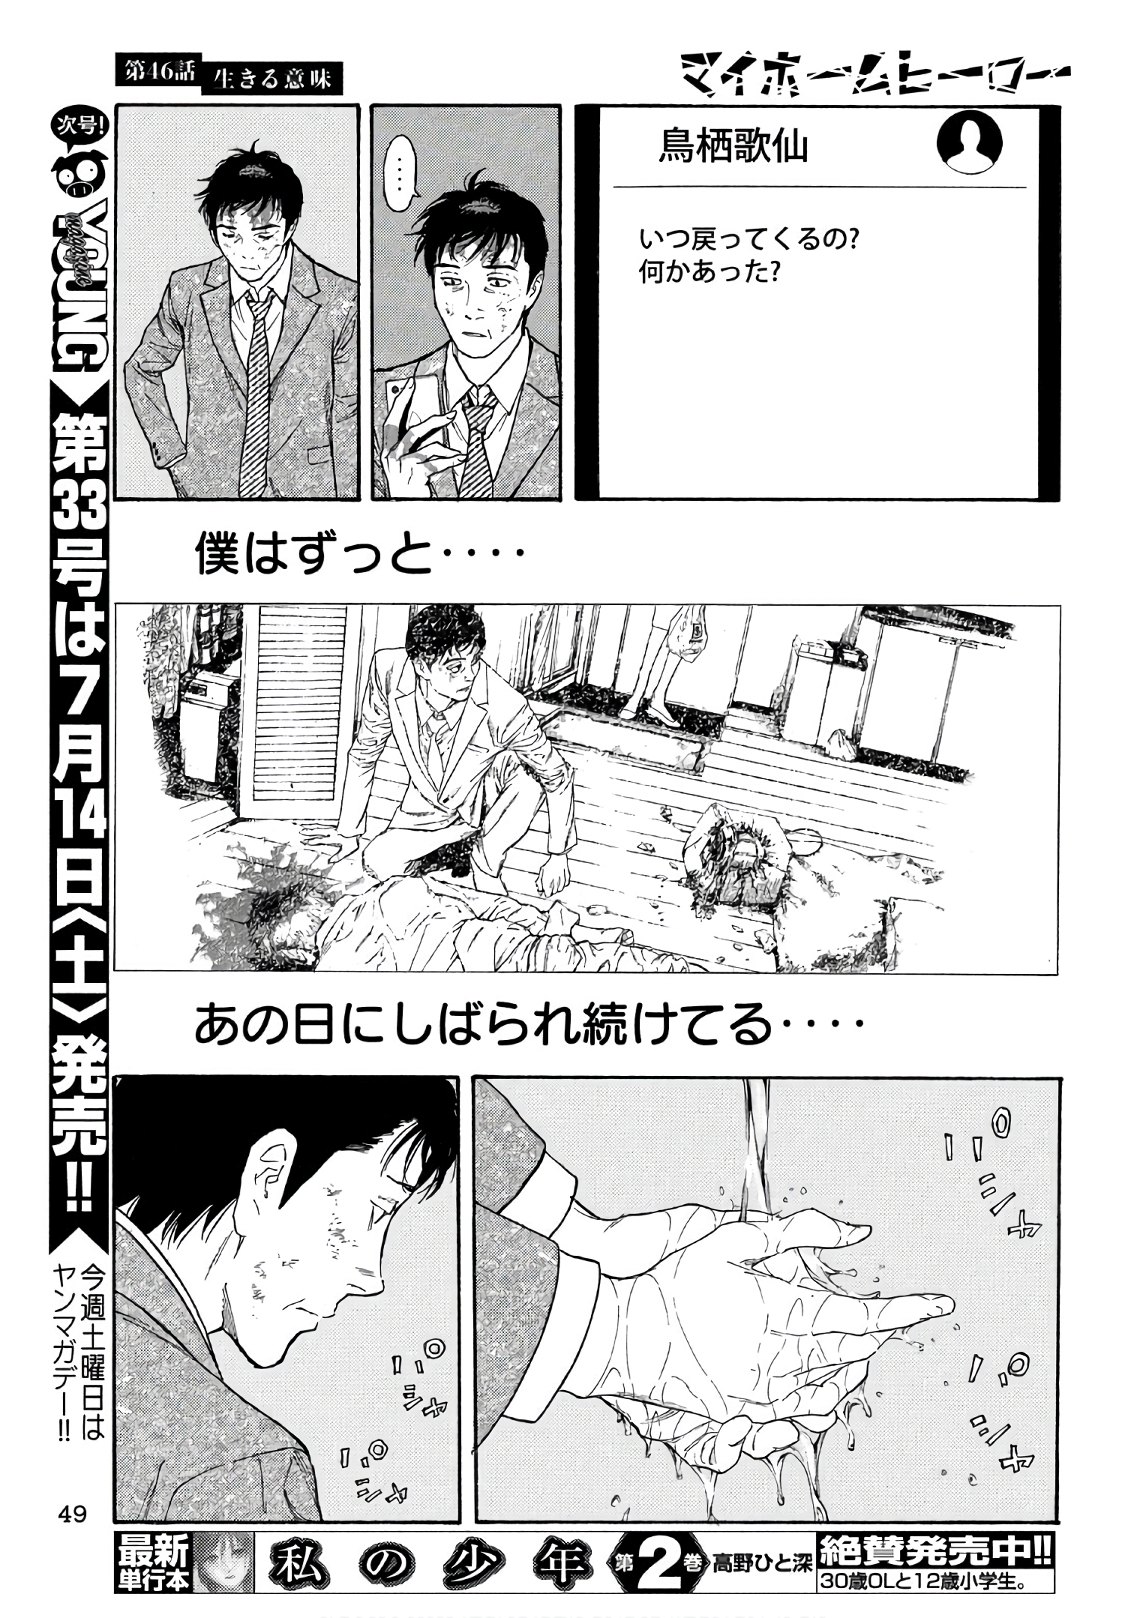 マイホームヒーロー
第46話
生きる意味
鳥栖歌仙
いつ戻ってくるの?
何かあった?
‥‥
僕はずっと‥‥
あの日にしばられ続けてる‥‥
パシャ
パシャ
パシャ
パシャ
次号!
YOUNG
magazine
第33号は7月14日〈土〉発売!!
今週土曜日は
ヤンマガデー!!
49
最新
単行本
私の少年
第2巻
高野ひと深
絶賛発売中!!
30歳OLと12歳小学生。